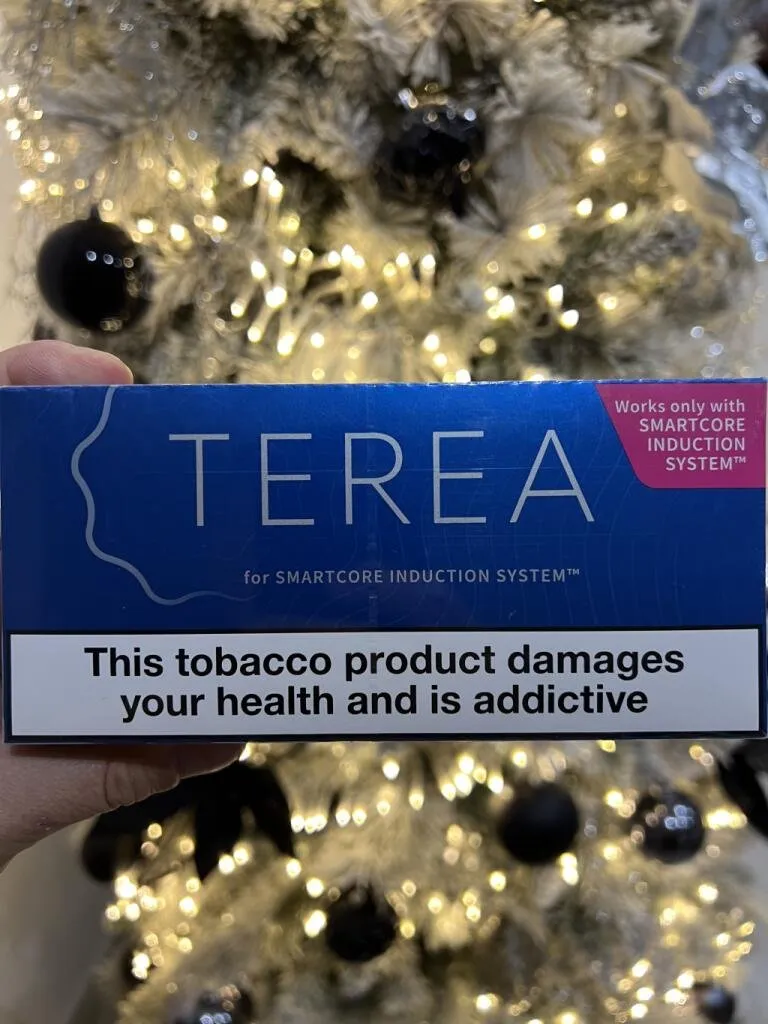 TEREA
Works only with
SMARTCORE
INDUCTION
SYSTEM™
for SMARTCORE INDUCTION SYSTEM™
This tobacco product damages
your health and is addictive